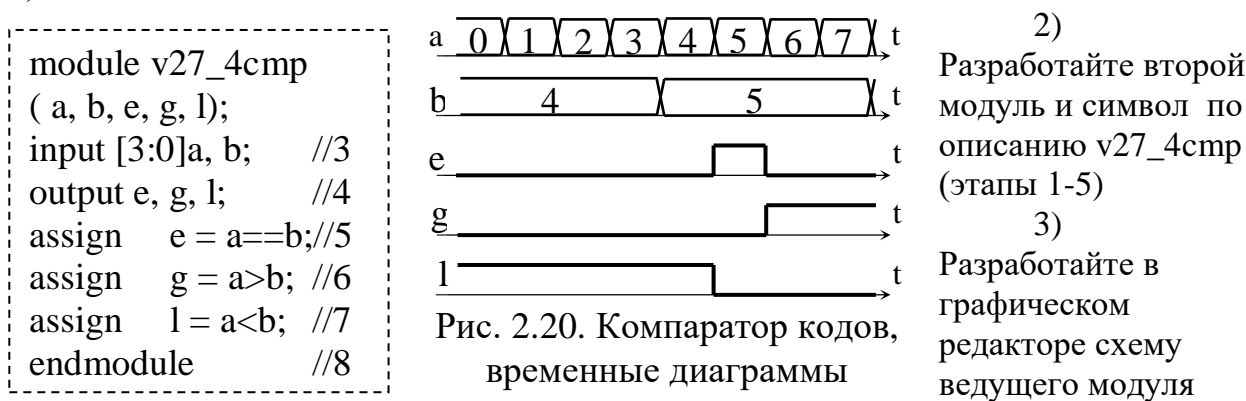 module v27_4cmp
( a, b, e, g, l);
input [3:0]a, b; //3
output e, g, l; //4
assign e = a==b;//5
assign g = a>b; //6
assign l = a<b; //7
endmodule //8
a 0 1 2 3 4 5 6 7 t
b 4 5 t
e t
g t
l t
Рис. 2.20. Компаратор кодов,
временные диаграммы
2)
Разработайте второй
модуль и символ по
описанию v27_4cmp
(этапы 1-5)
3)
Разработайте в
графическом
редакторе схему
ведущего модуля